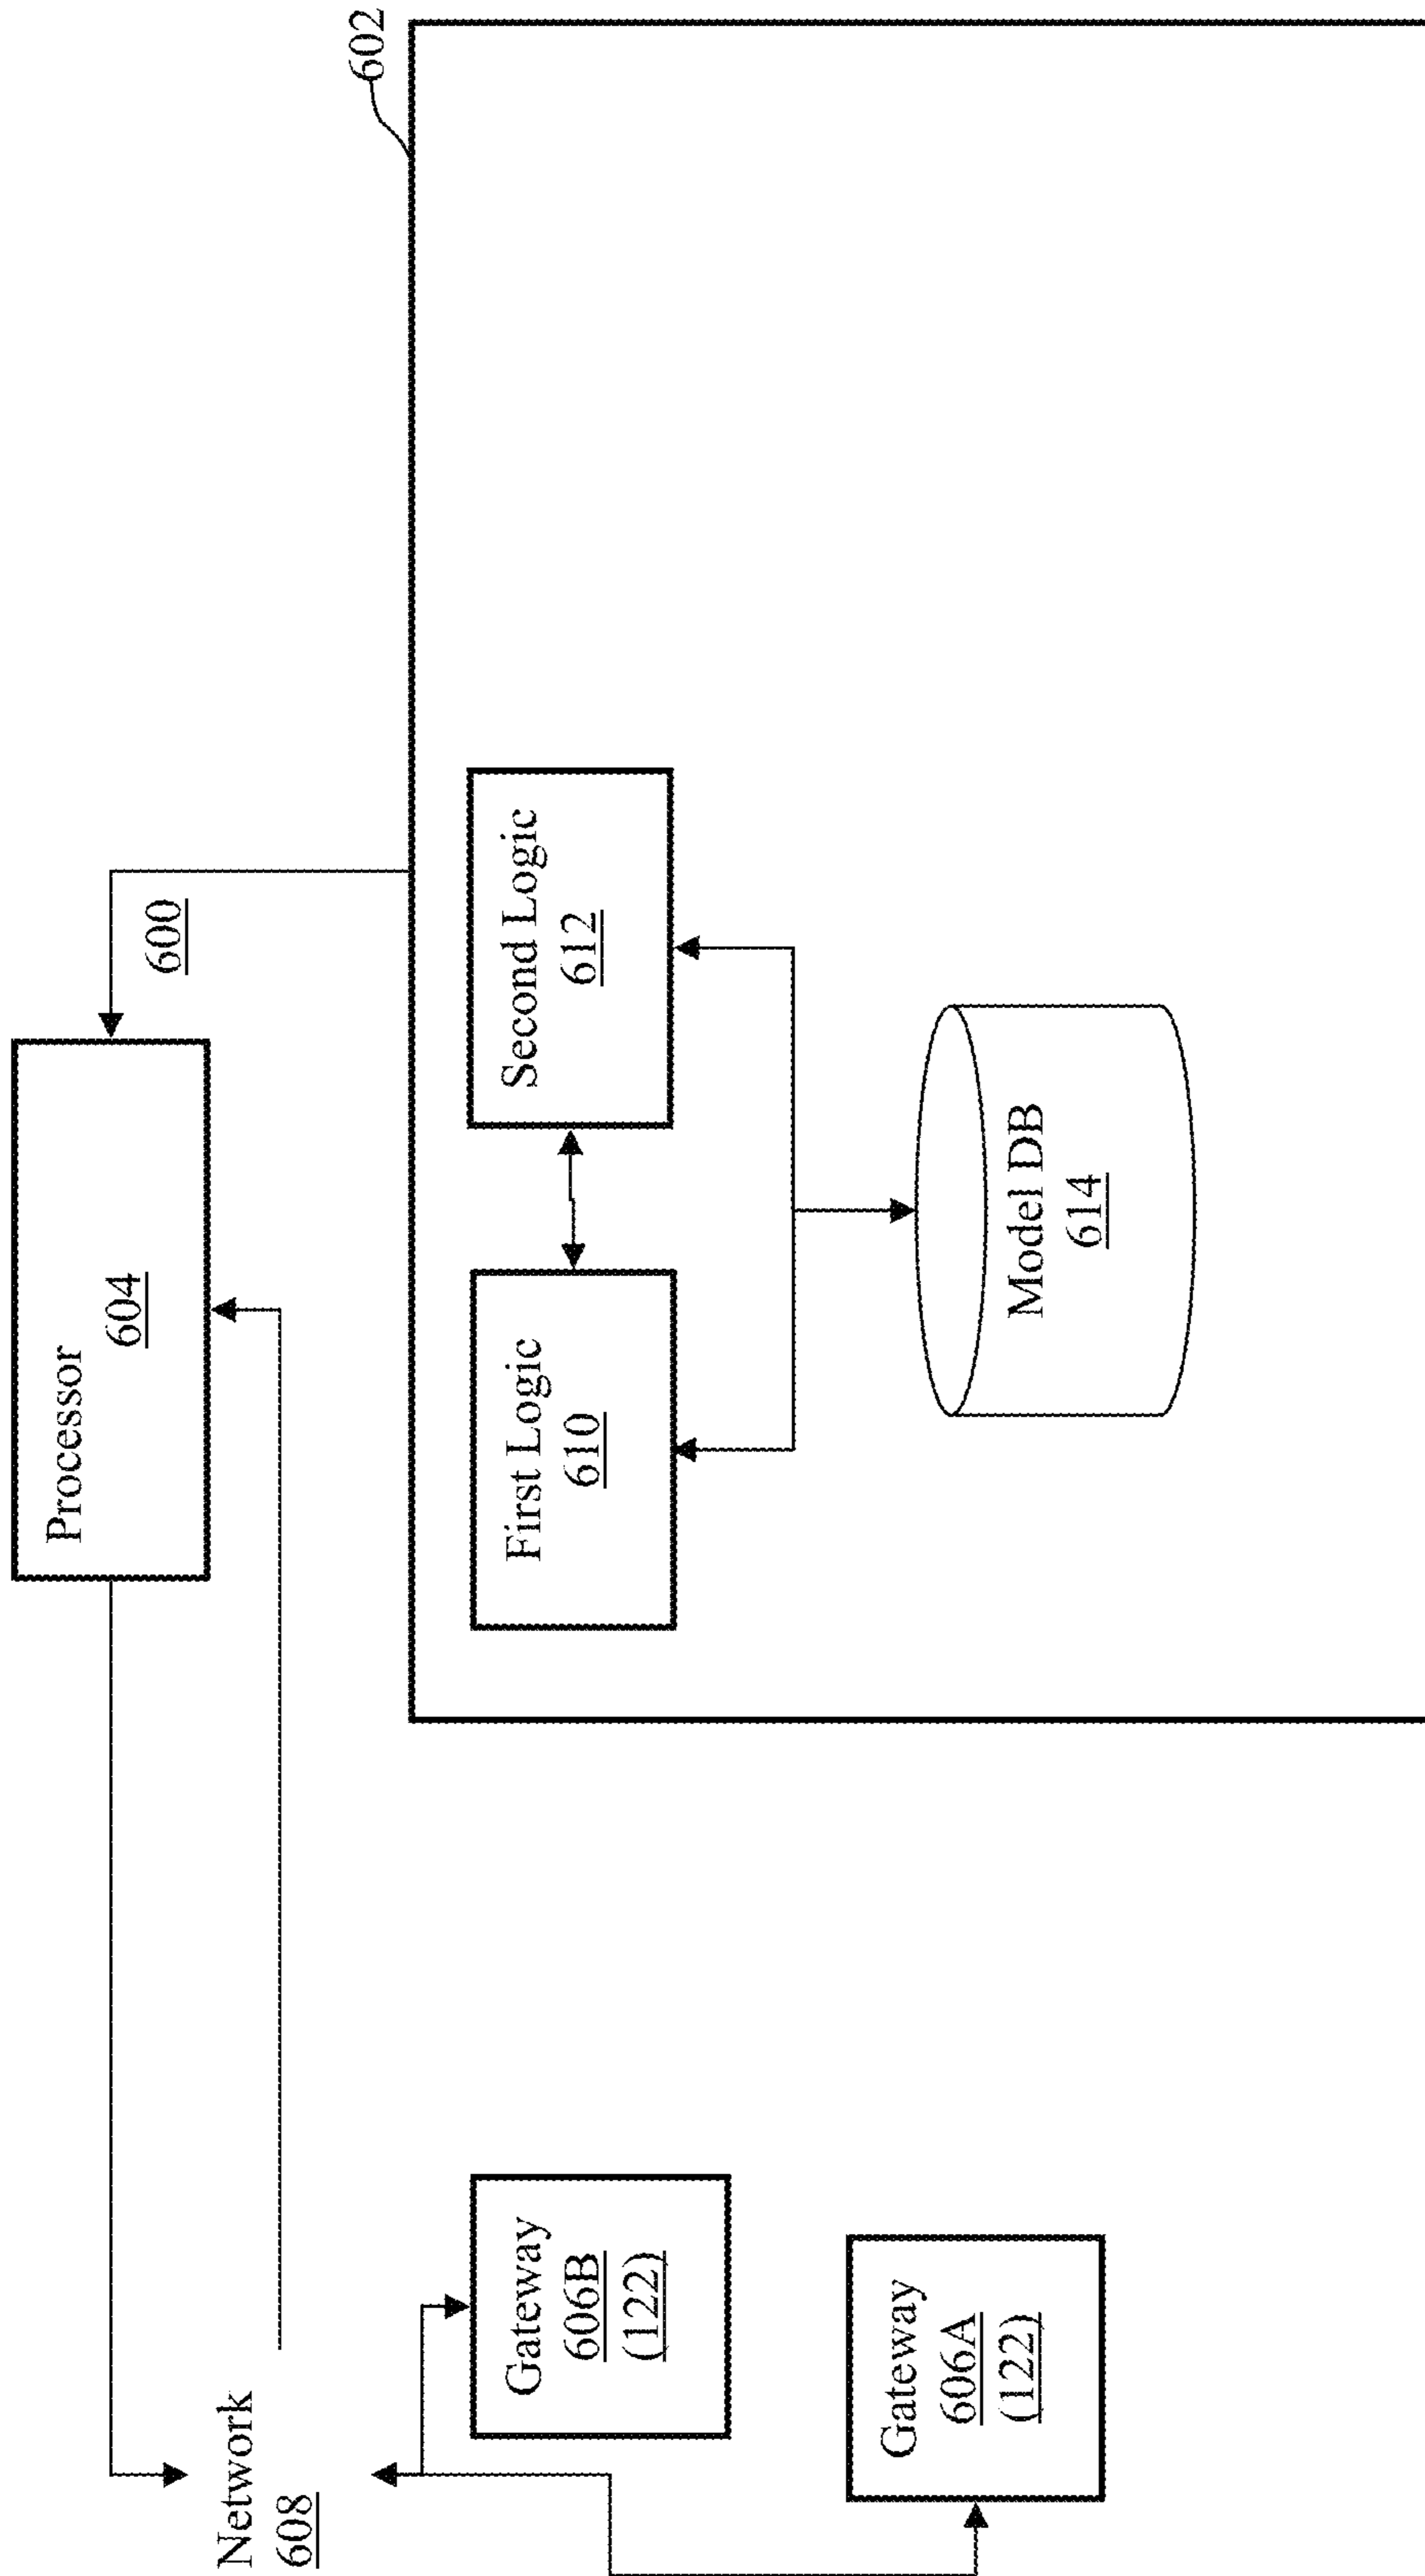 Processor
604
600
602
Network
608
First Logic
610
Second Logic
612
Gateway
606B
(122)
Model DB
614
Gateway
606A
(122)